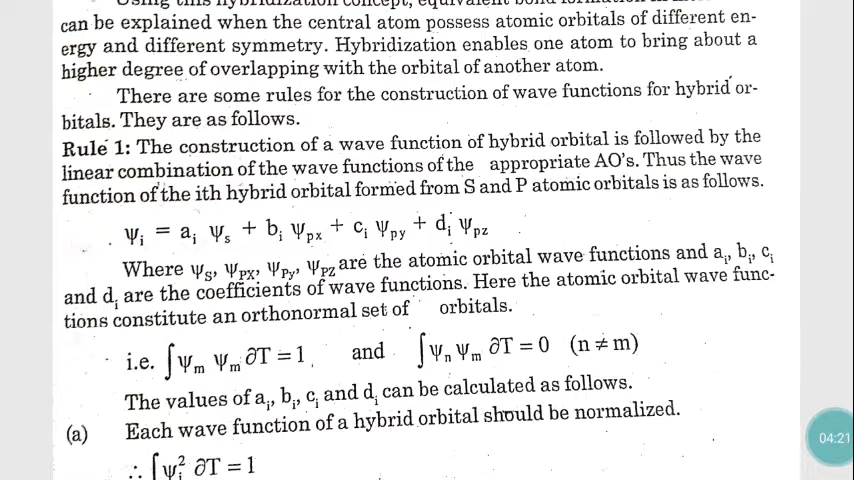 Using this hybridization concept, equivalent bond formation in
can be explained when the central atom possess atomic orbitals of different en-
ergy and different symmetry. Hybridization enables one atom to bring about a
higher degree of overlapping with the orbital of another atom.
There are some rules for the construction of wave functions for hybrid or-
bitals. They are as follows.
Rule 1: The construction of a wave function of hybrid orbital is followed by the
linear combination of the wave functions of the appropriate AO's. Thus the wave
function of the ith hybrid orbital formed from S and P atomic orbitals is as follows.
ψi = ai ψs + bi ψpx + ci ψpy + di ψpz
Where ψS, ψPX, ψPy, ψPZ are the atomic orbital wave functions and ai, bi, ci
and di are the coefficients of wave functions. Here the atomic orbital wave func-
tions constitute an orthonormal set of orbitals.
i.e. ∫ψm ψm ∂T = 1, and ∫ψn ψm ∂T = 0 (n ≠ m)
The values of ai, bi, ci and di can be calculated as follows.
(a) Each wave function of a hybrid orbital should be normalized.
∴ ∫ψi² ∂T = 1
04:21